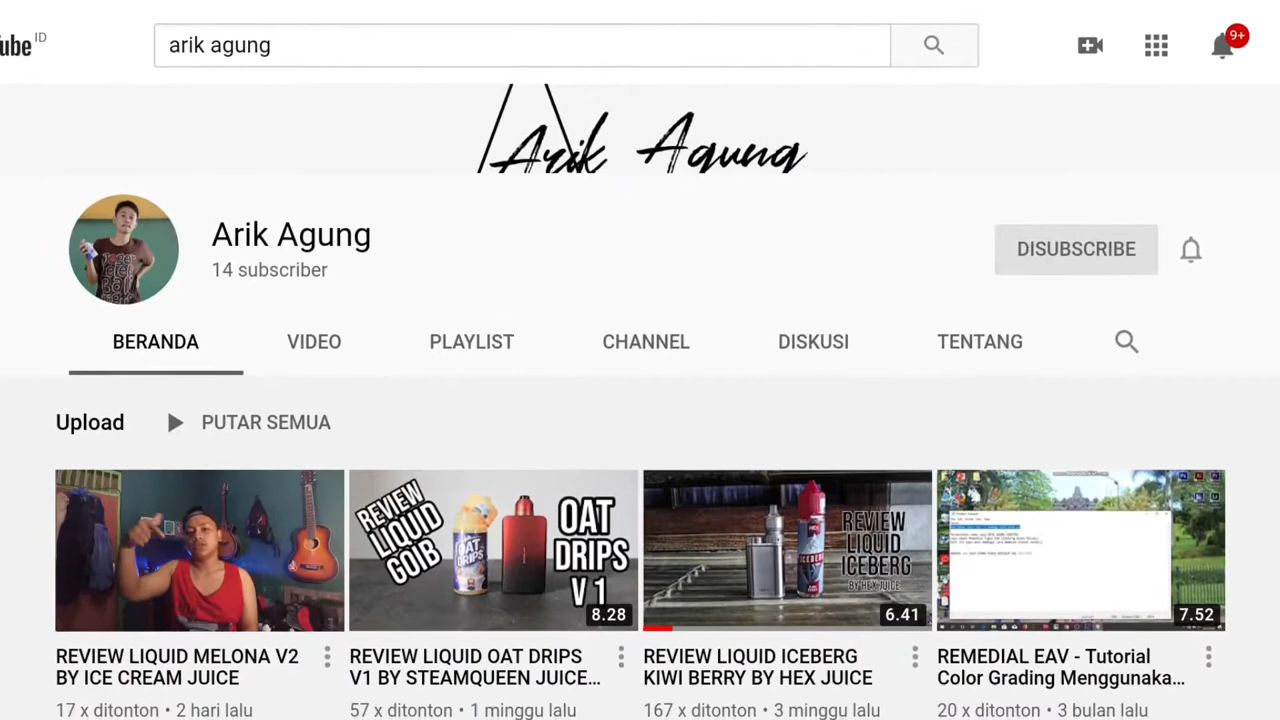 ube ID
arik agung
9+
Arik Agung
Arik Agung
14 subscriber
DISUBSCRIBE
BERANDA
VIDEO
PLAYLIST
CHANNEL
DISKUSI
TENTANG
Upload
PUTAR SEMUA
REVIEW
LIQUID
GOIB
OAT
DRIPS
OAT
DRIPS
V 1
8.28
ICEBERG
REVIEW
LIQUID
ICEBERG
BY HEX JUICE
6.41
7.52
REVIEW LIQUID MELONA V2
BY ICE CREAM JUICE
17 x ditonton • 2 hari lalu
REVIEW LIQUID OAT DRIPS
V1 BY STEAMQUEEN JUICE...
57 x ditonton • 1 minggu lalu
REVIEW LIQUID ICEBERG
KIWI BERRY BY HEX JUICE
167 x ditonton • 3 minggu lalu
REMEDIAL EAV - Tutorial
Color Grading Menggunaka...
20 x ditonton • 3 bulan lalu